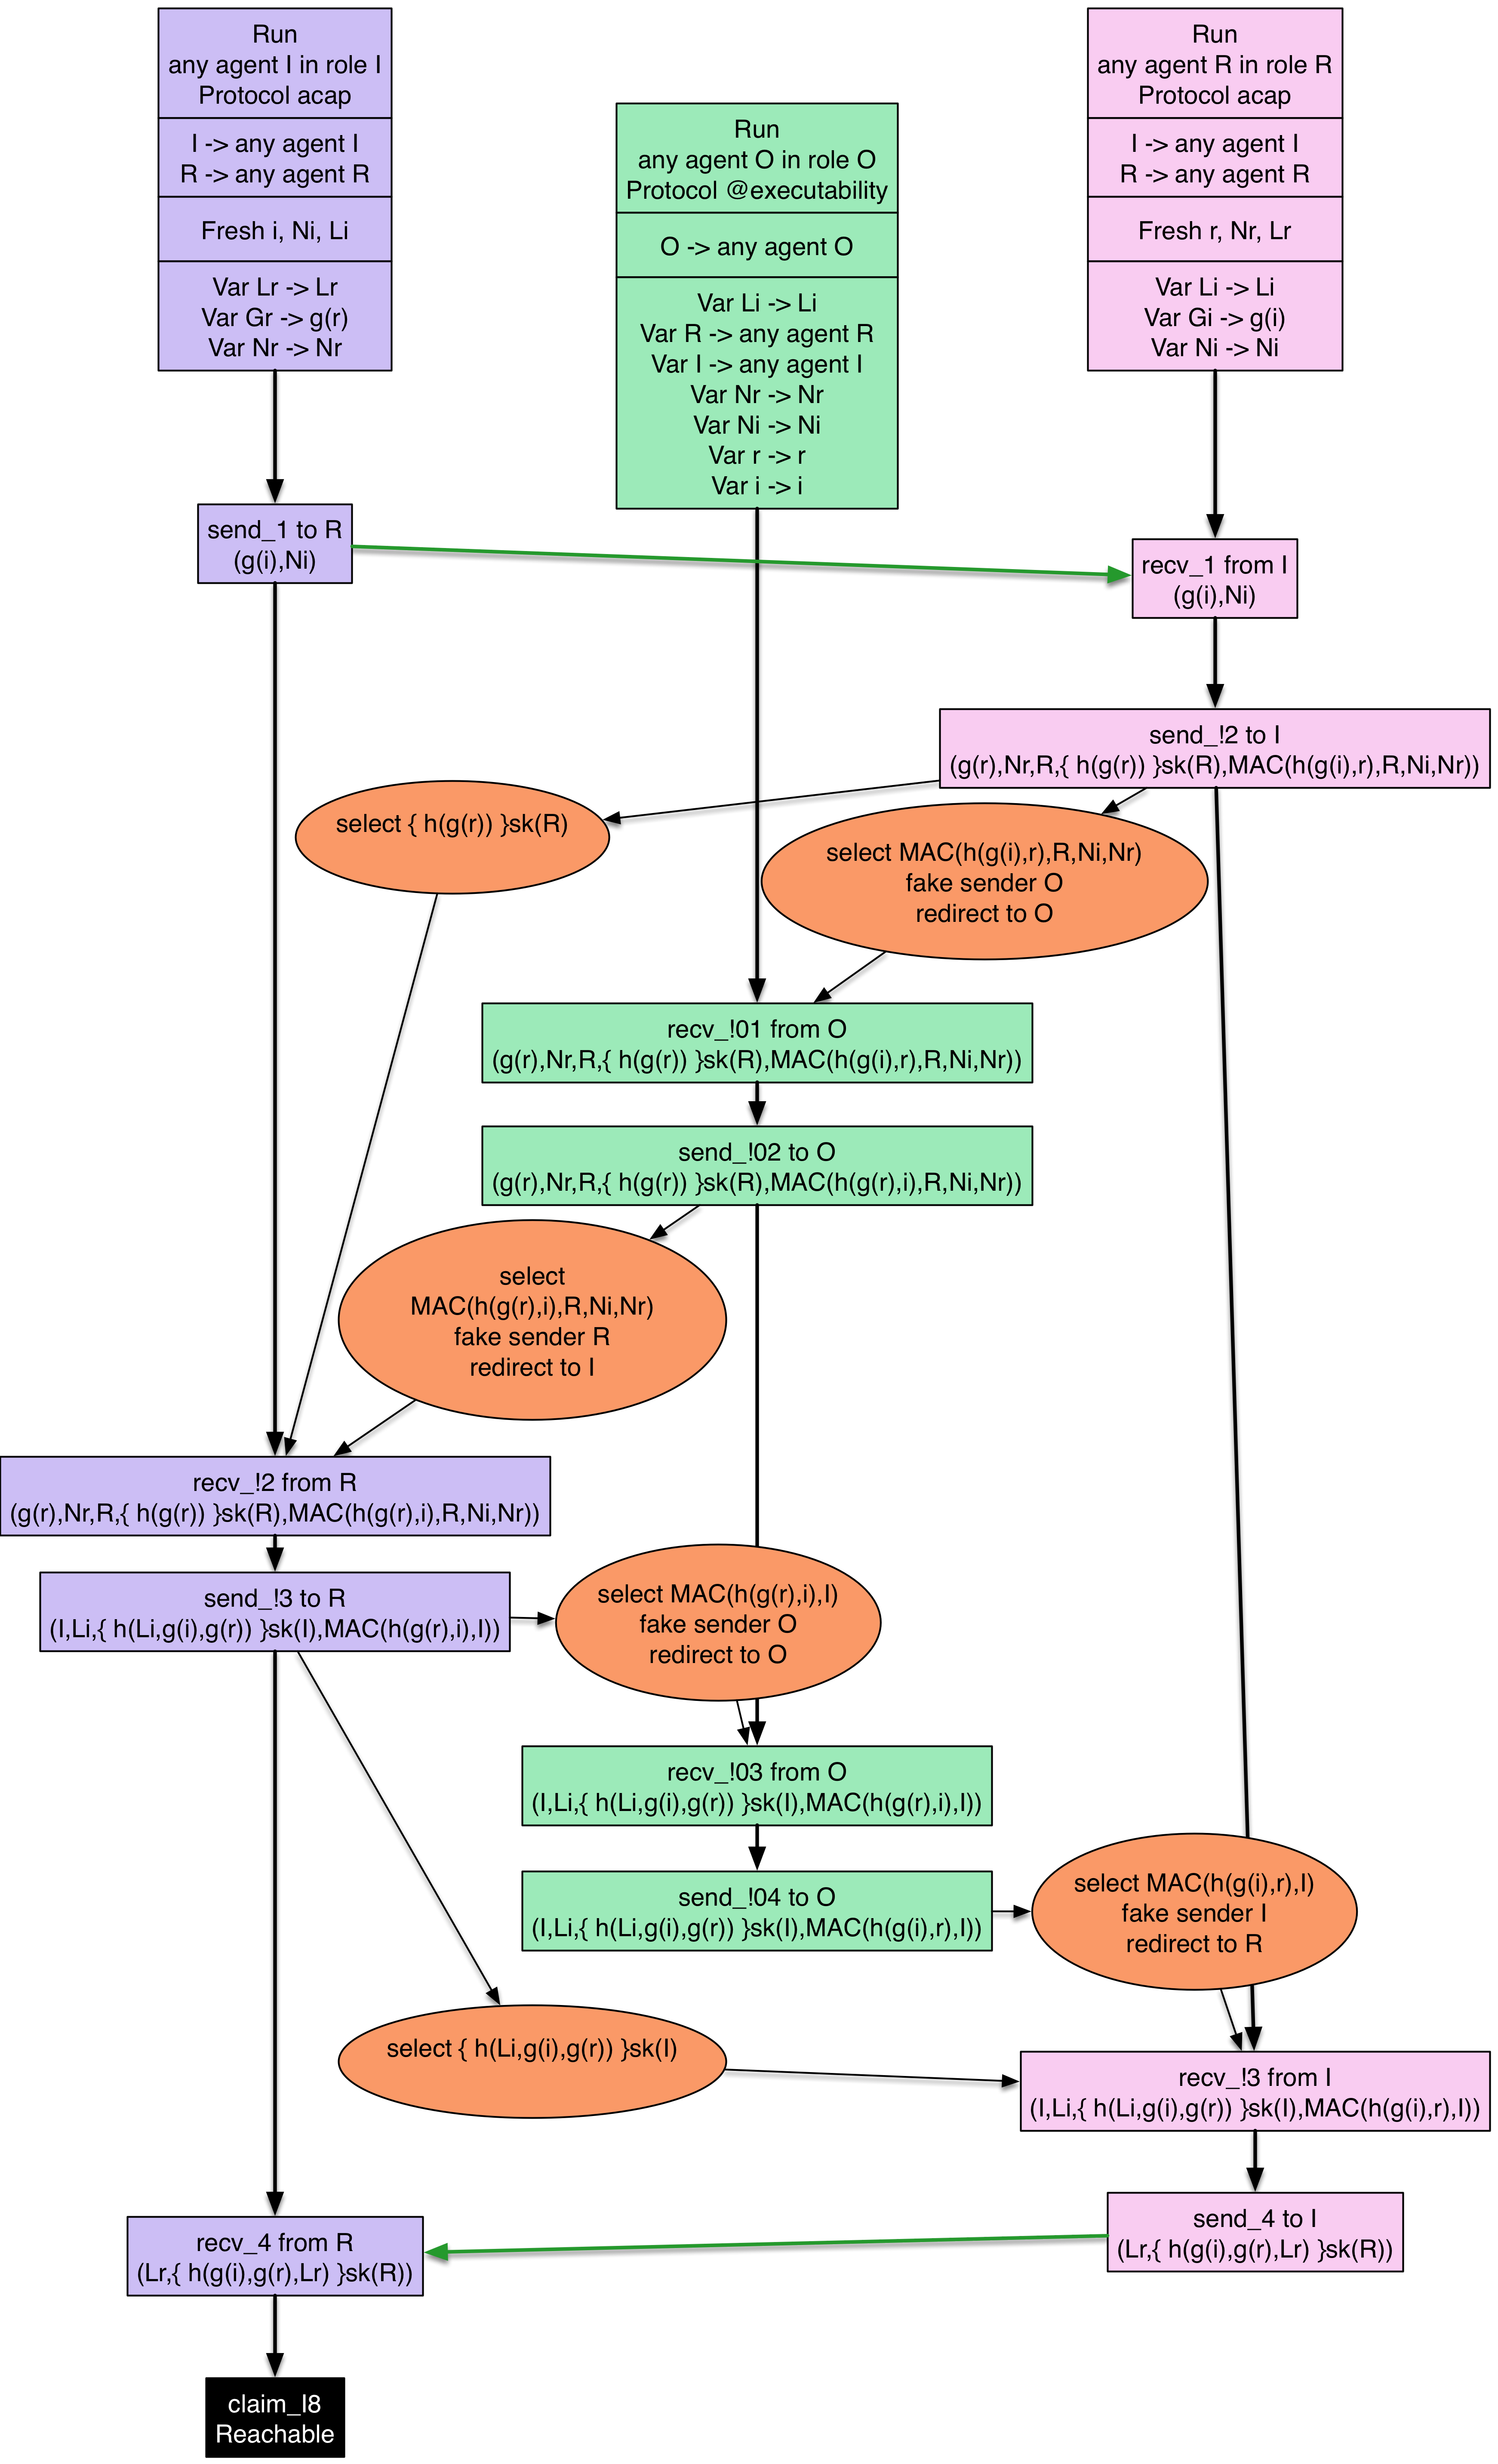 Run
any agent I in role I
Protocol acap
I -> any agent I
R -> any agent R
Fresh i, Ni, Li
Var Lr -> Lr
Var Gr -> g(r)
Var Nr -> Nr
Run
any agent O in role O
Protocol @executability
O -> any agent O
Var Li -> Li
Var R -> any agent R
Var I -> any agent I
Var Nr -> Nr
Var Ni -> Ni
Var r -> r
Var i -> i
Run
any agent R in role R
Protocol acap
I -> any agent I
R -> any agent R
Fresh r, Nr, Lr
Var Li -> Li
Var Gi -> g(i)
Var Ni -> Ni
send_1 to R
(g(i),Ni)
recv_1 from I
(g(i),Ni)
send_!2 to I
(g(r),Nr,R,{ h(g(r)) }sk(R),MAC(h(g(i),r),R,Ni,Nr))
select { h(g(r)) }sk(R)
select MAC(h(g(i),r),R,Ni,Nr)
fake sender O
redirect to O
recv_!01 from O
(g(r),Nr,R,{ h(g(r)) }sk(R),MAC(h(g(i),r),R,Ni,Nr))
send_!02 to O
(g(r),Nr,R,{ h(g(r)) }sk(R),MAC(h(g(r),i),R,Ni,Nr))
select
MAC(h(g(r),i),R,Ni,Nr)
fake sender R
redirect to I
recv_!2 from R
(g(r),Nr,R,{ h(g(r)) }sk(R),MAC(h(g(r),i),R,Ni,Nr))
send_!3 to R
(I,Li,{ h(Li,g(i),g(r)) }sk(I),MAC(h(g(r),i),I))
select MAC(h(g(r),i),I)
fake sender O
redirect to O
recv_!03 from O
(I,Li,{ h(Li,g(i),g(r)) }sk(I),MAC(h(g(r),i),I))
send_!04 to O
(I,Li,{ h(Li,g(i),g(r)) }sk(I),MAC(h(g(i),r),I))
select MAC(h(g(i),r),I)
fake sender I
redirect to R
select { h(Li,g(i),g(r)) }sk(I)
recv_!3 from I
(I,Li,{ h(Li,g(i),g(r)) }sk(I),MAC(h(g(i),r),I))
send_4 to I
(Lr,{ h(g(i),g(r),Lr) }sk(R))
recv_4 from R
(Lr,{ h(g(i),g(r),Lr) }sk(R))
claim_I8
Reachable